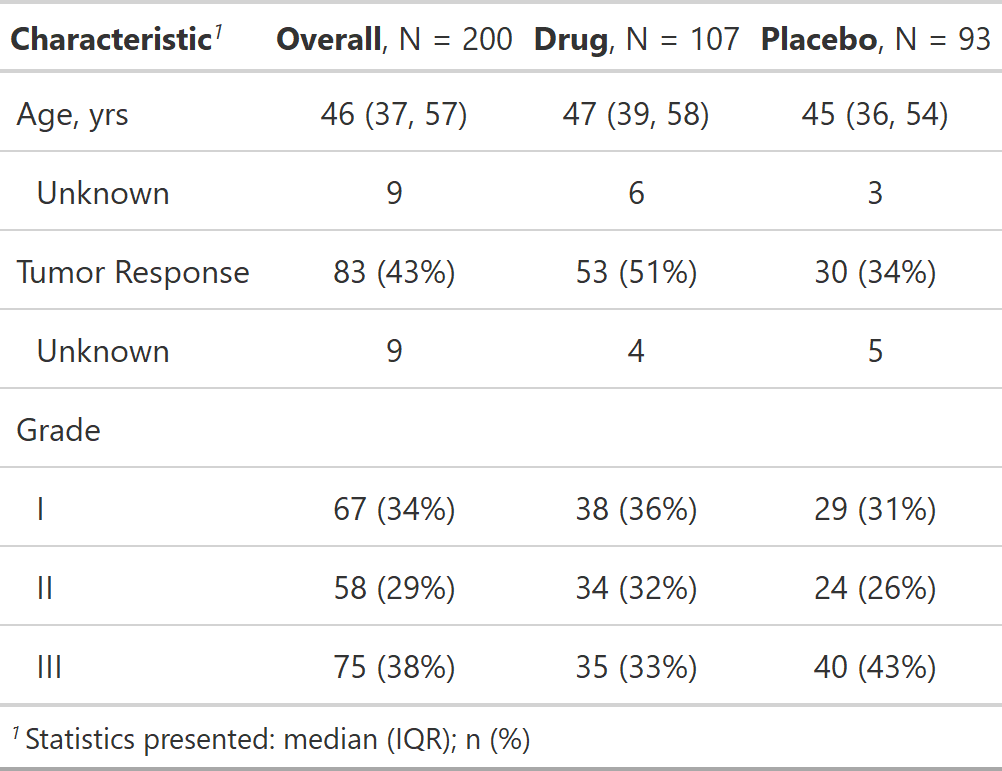 Characteristic1 Overall, N = 200 Drug, N = 107 Placebo, N = 93
Age, yrs 46 (37, 57) 47 (39, 58) 45 (36, 54)
Unknown 9 6 3
Tumor Response 83 (43%) 53 (51%) 30 (34%)
Unknown 9 4 5
Grade
I 67 (34%) 38 (36%) 29 (31%)
II 58 (29%) 34 (32%) 24 (26%)
III 75 (38%) 35 (33%) 40 (43%)
1 Statistics presented: median (IQR); n (%)